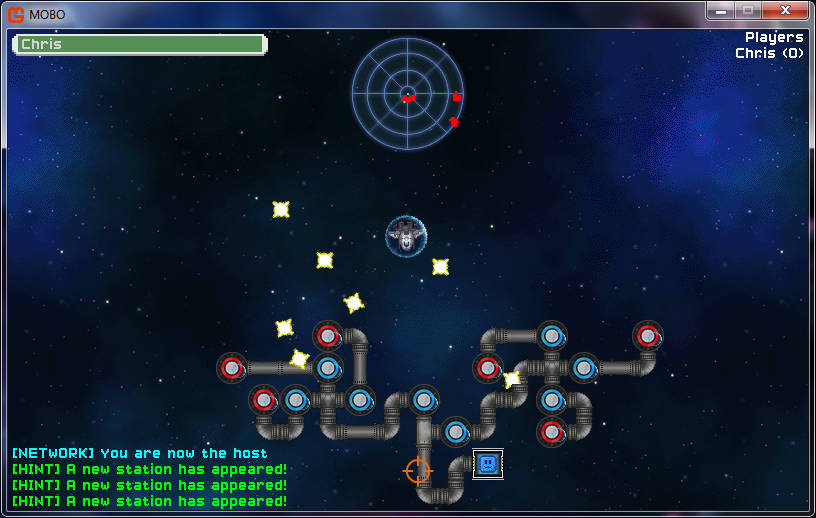 MOBO
Chris
Players
Chris (0)
[NETWORK] You are now the host
[HINT] A new station has appeared!
[HINT] A new station has appeared!
[HINT] A new station has appeared!